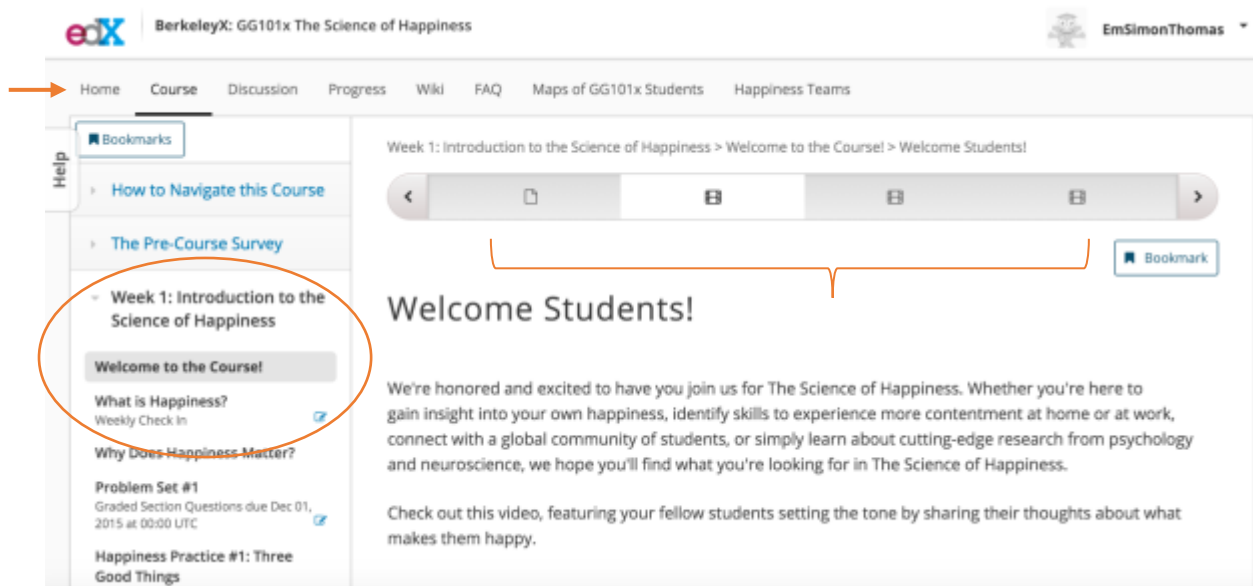 edX
BerkeleyX: GG101x The Science of Happiness
EmSimonThomas
Home Course Discussion Progress Wiki FAQ Maps of GG101x Students Happiness Teams
Help
Bookmarks
How to Navigate this Course
The Pre-Course Survey
Week 1: Introduction to the
Science of Happiness
Welcome to the Course!
What is Happiness?
Weekly Check In
Why Does Happiness Matter?
Problem Set #1
Graded Section Questions due Dec 01,
2015 at 00:00 UTC
Happiness Practice #1: Three
Good Things
Week 1: Introduction to the Science of Happiness > Welcome to the Course! > Welcome Students!
Bookmark
Welcome Students!
We're honored and excited to have you join us for The Science of Happiness. Whether you're here to
gain insight into your own happiness, identify skills to experience more contentment at home or at work,
connect with a global community of students, or simply learn about cutting-edge research from psychology
and neuroscience, we hope you'll find what you're looking for in The Science of Happiness.
Check out this video, featuring your fellow students setting the tone by sharing their thoughts about what
makes them happy.